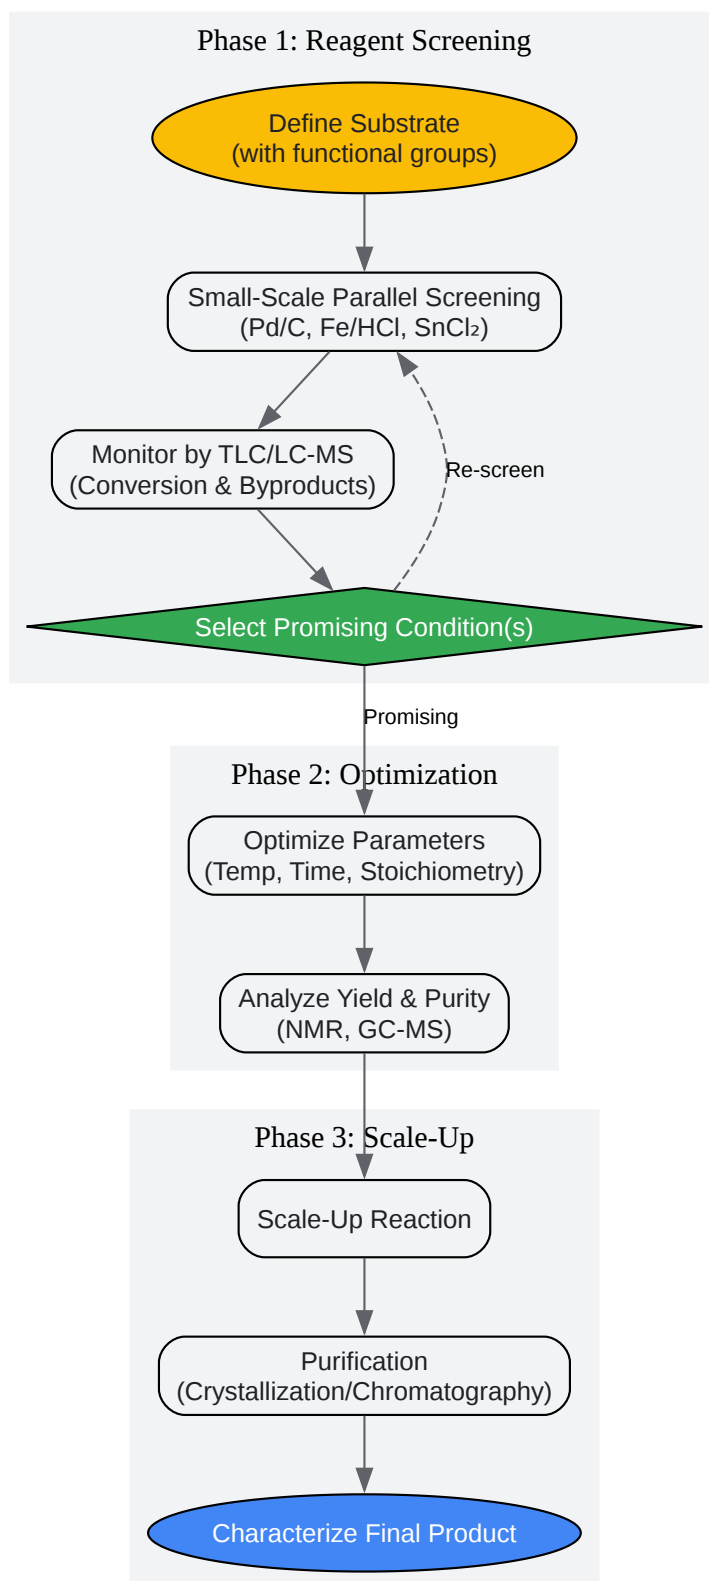 Phase 1: Reagent Screening
Define Substrate
(with functional groups)
Small-Scale Parallel Screening
(Pd/C, Fe/HCl, SnCl₂)
Monitor by TLC/LC-MS
(Conversion & Byproducts)
Re-screen
Select Promising Condition(s)
Promising
Phase 2: Optimization
Optimize Parameters
(Temp, Time, Stoichiometry)
Analyze Yield & Purity
(NMR, GC-MS)
Phase 3: Scale-Up
Scale-Up Reaction
Purification
(Crystallization/Chromatography)
Characterize Final Product